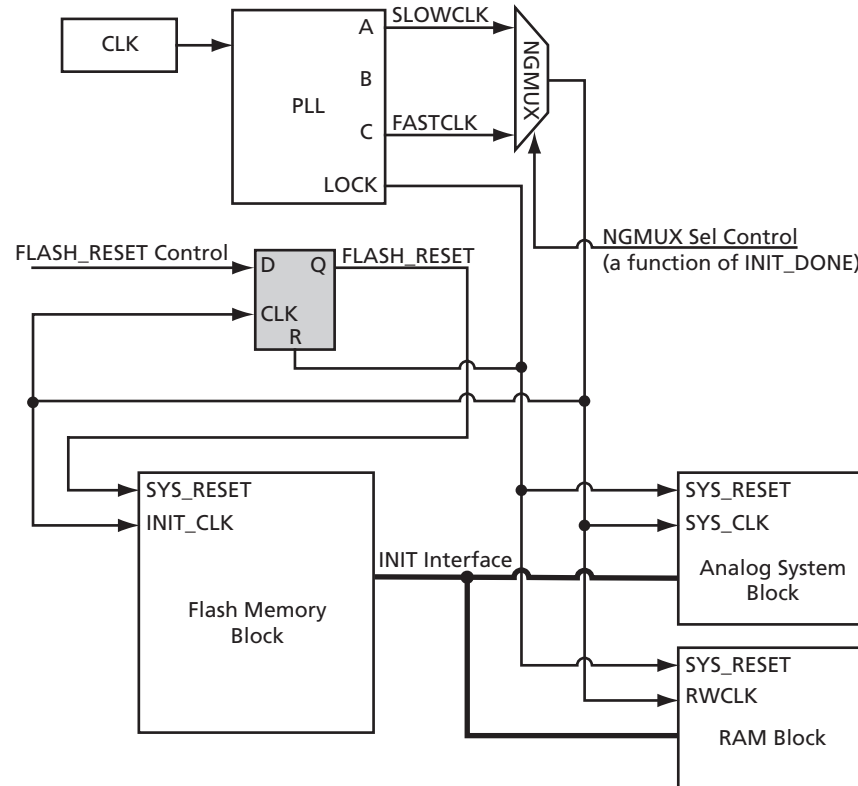 SLOWCLK
A
CLK
NGMUX
B
PLL
C
FASTCLK
LOCK
NGMUX Sel Control
(a function of INIT_DONE)
FLASH_RESET Control
D
Q
FLASH_RESET
CLK
R
SYS_RESET
INIT_CLK
Flash Memory
Block
INIT Interface
SYS_RESET
SYS_CLK
Analog System
Block
SYS_RESET
RWCLK
RAM Block